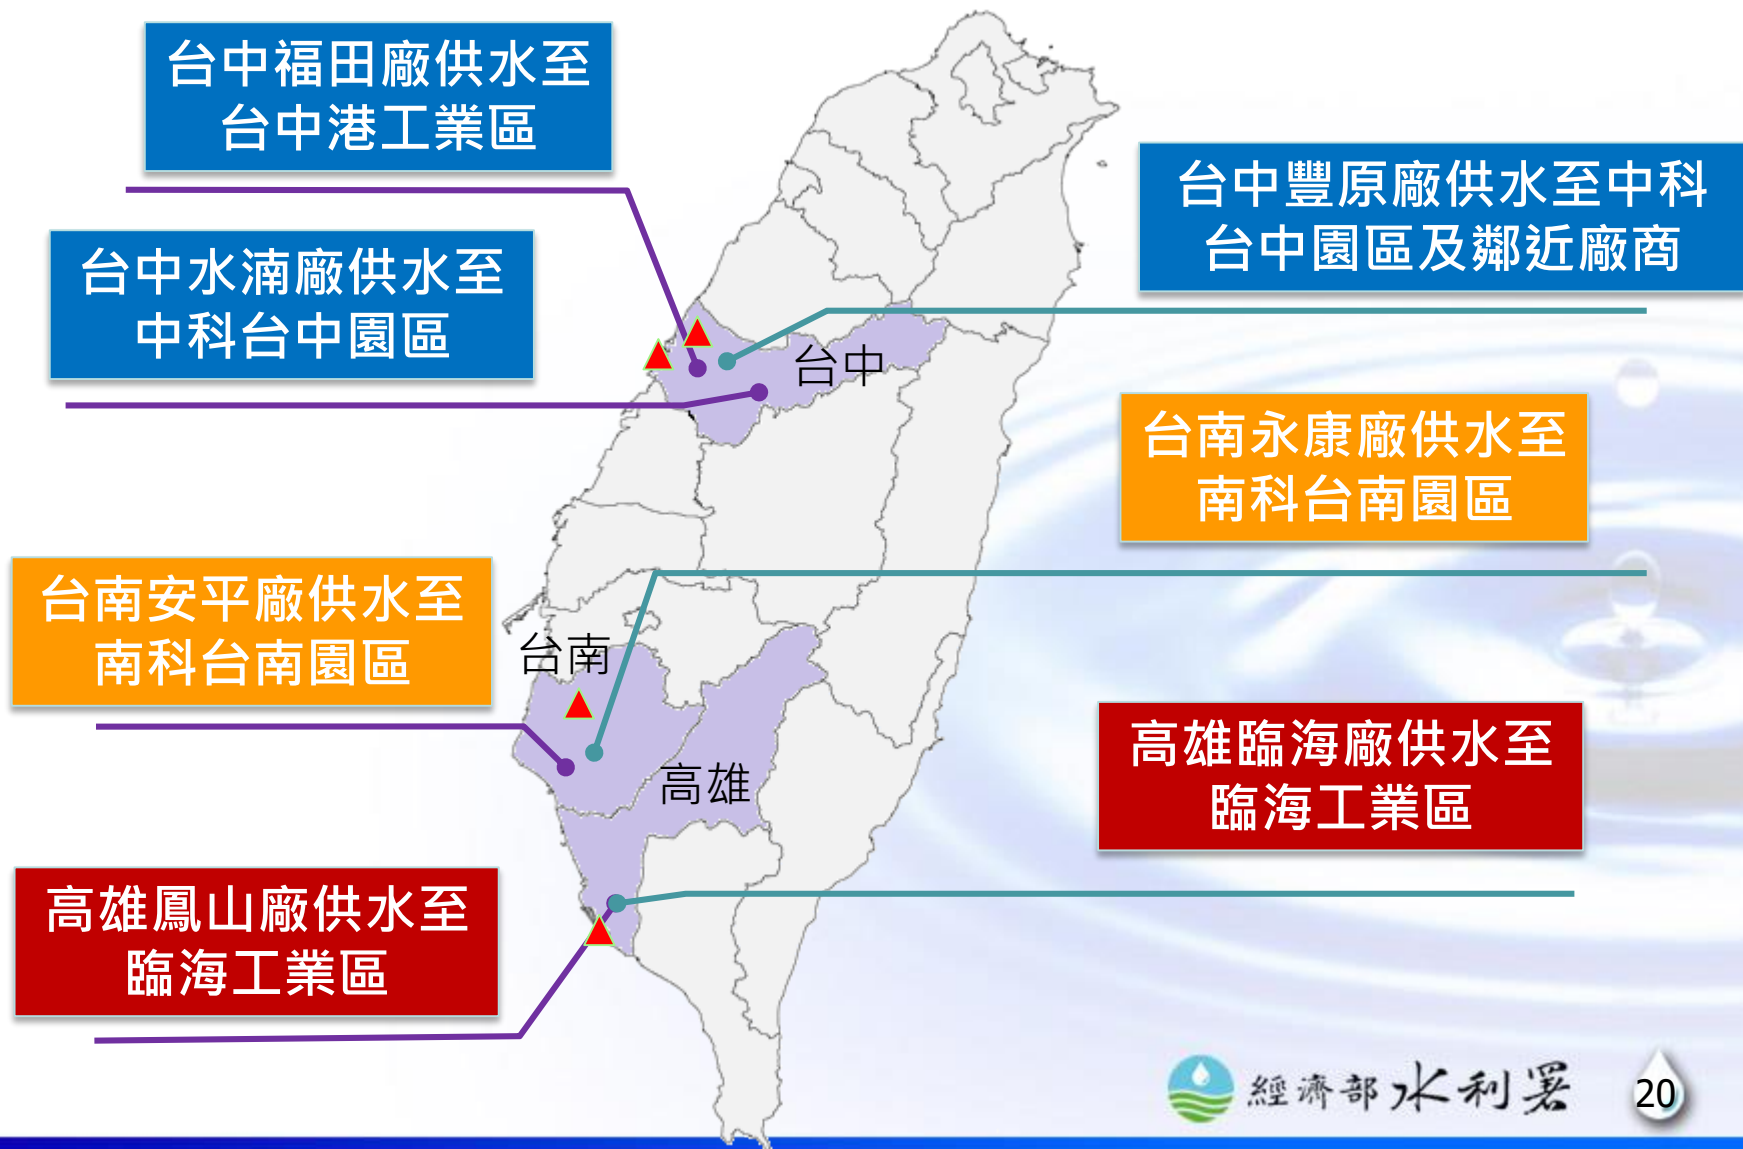 台中福田廠供水至
台中港工業區
台中豐原廠供水至中科
台中園區及鄰近廠商
台中水湳廠供水至
中科台中園區
台中
台南永康廠供水至
南科台南園區
台南安平廠供水至
南科台南園區
台南
高雄臨海廠供水至
臨海工業區
高雄
高雄鳳山廠供水至
臨海工業區
經濟部水利署
20